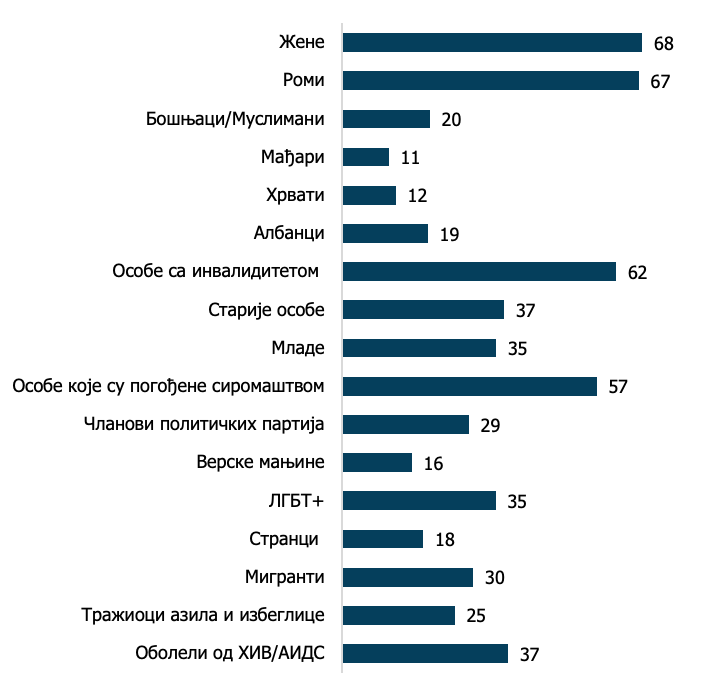 Жене 68
Роми 67
Бошњаци/Муслимани 20
Мађари 11
Хрвати 12
Албанци 19
Особе са инвалидитетом 62
Старије особе 37
Младе 35
Особе које су погођене сиромаштвом 57
Чланови политичких партија 29
Верске мањине 16
ЛГБТ+ 35
Странци 18
Мигранти 30
Тражиоци азила и избеглице 25
Оболели од ХИВ/АИДС 37